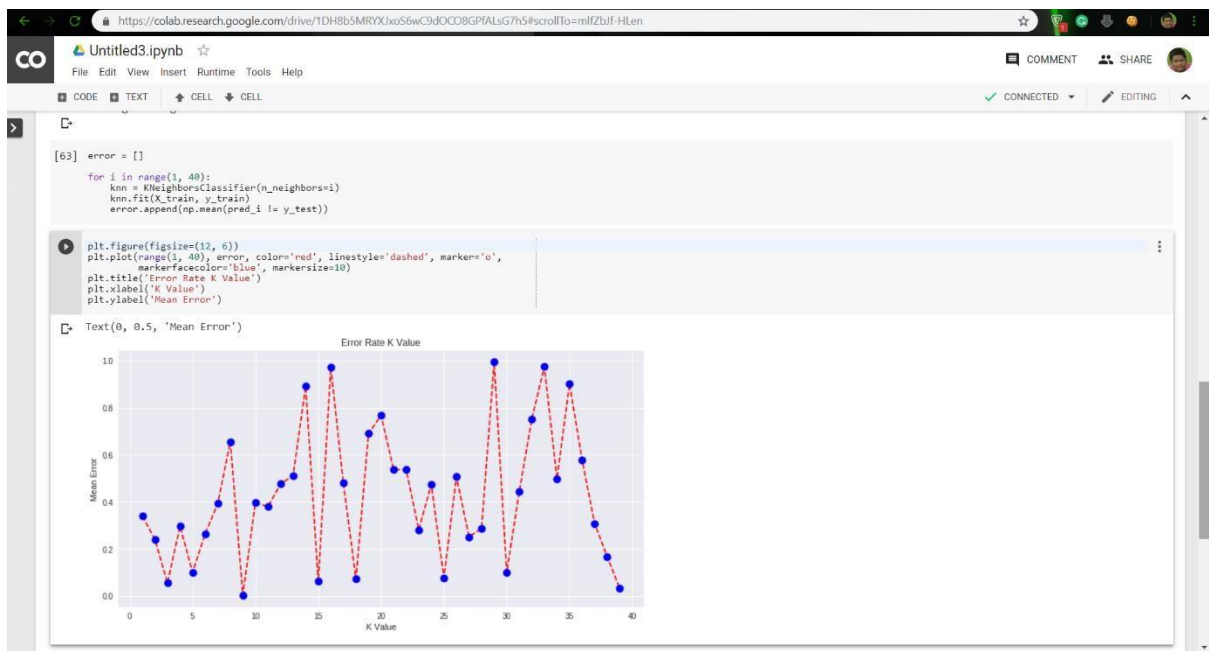 https://colab.research.google.com/drive/1DH8b5MRYXJxoS6wC9dOCO8GPfALsG7h5#scrollTo=mlfZbJf-HLen
1
CO
Untitled3.ipynb
COMMENT
SHARE
File Edit View Insert Runtime Tools Help
CODE TEXT CELL CELL
CONNECTED
EDITING
[63] error = []
for i in range(1, 40):
knn = KNeighborsClassifier(n_neighbors=i)
knn.fit(X_train, y_train)
error.append(np.mean(pred_i != y_test))
plt.figure(figsize=(12, 6))
plt.plot(range(1, 40), error, color='red', linestyle='dashed', marker='o',
markerfacecolor='blue', markersize=10)
plt.title('Error Rate K Value')
plt.xlabel('K Value')
plt.ylabel('Mean Error')
Text(0, 0.5, 'Mean Error')
Error Rate K Value
1.0
0.8
0.6
0.4
0.2
0.0
Mean Error
0 5 10 15 20 25 30 35 40
K Value